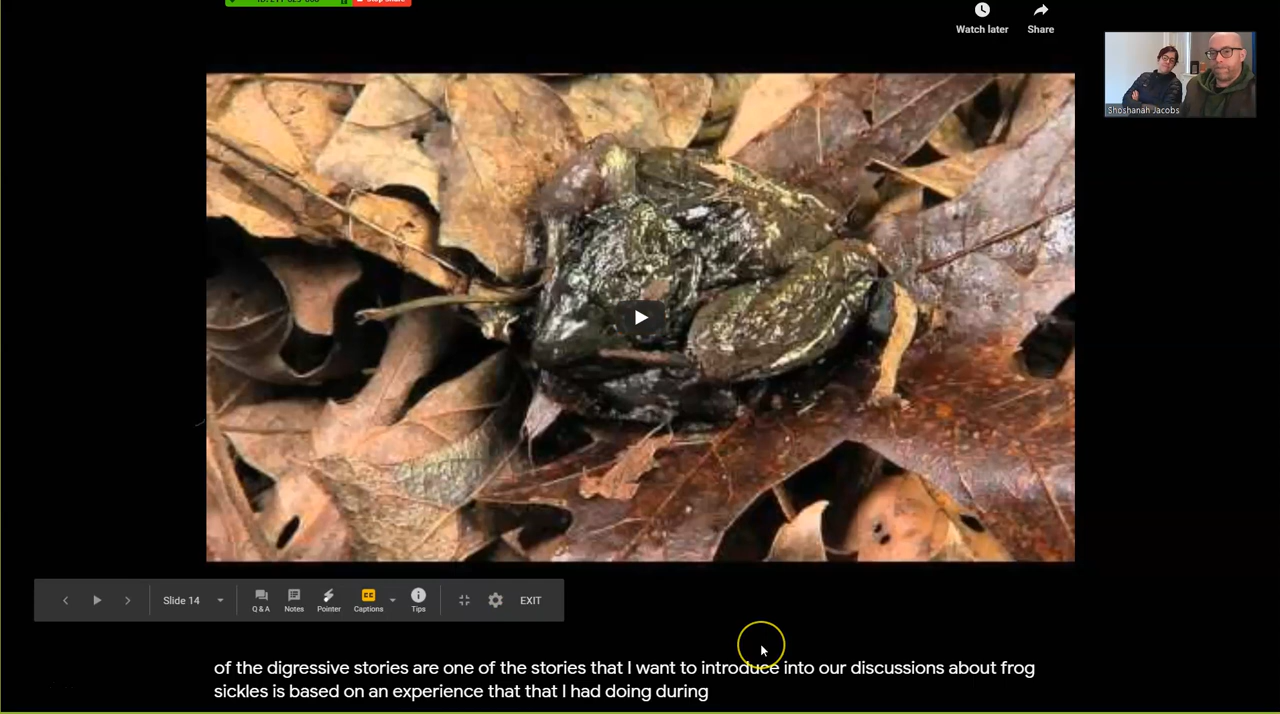 Stop Share
Watch later
Share
Shoshanah Jacobs
Slide 14
Q & A
Notes
Pointer
Captions
Tips
EXIT
of the digressive stories are one of the stories that I want to introduce into our discussions about frog
sickles is based on an experience that that I had doing during